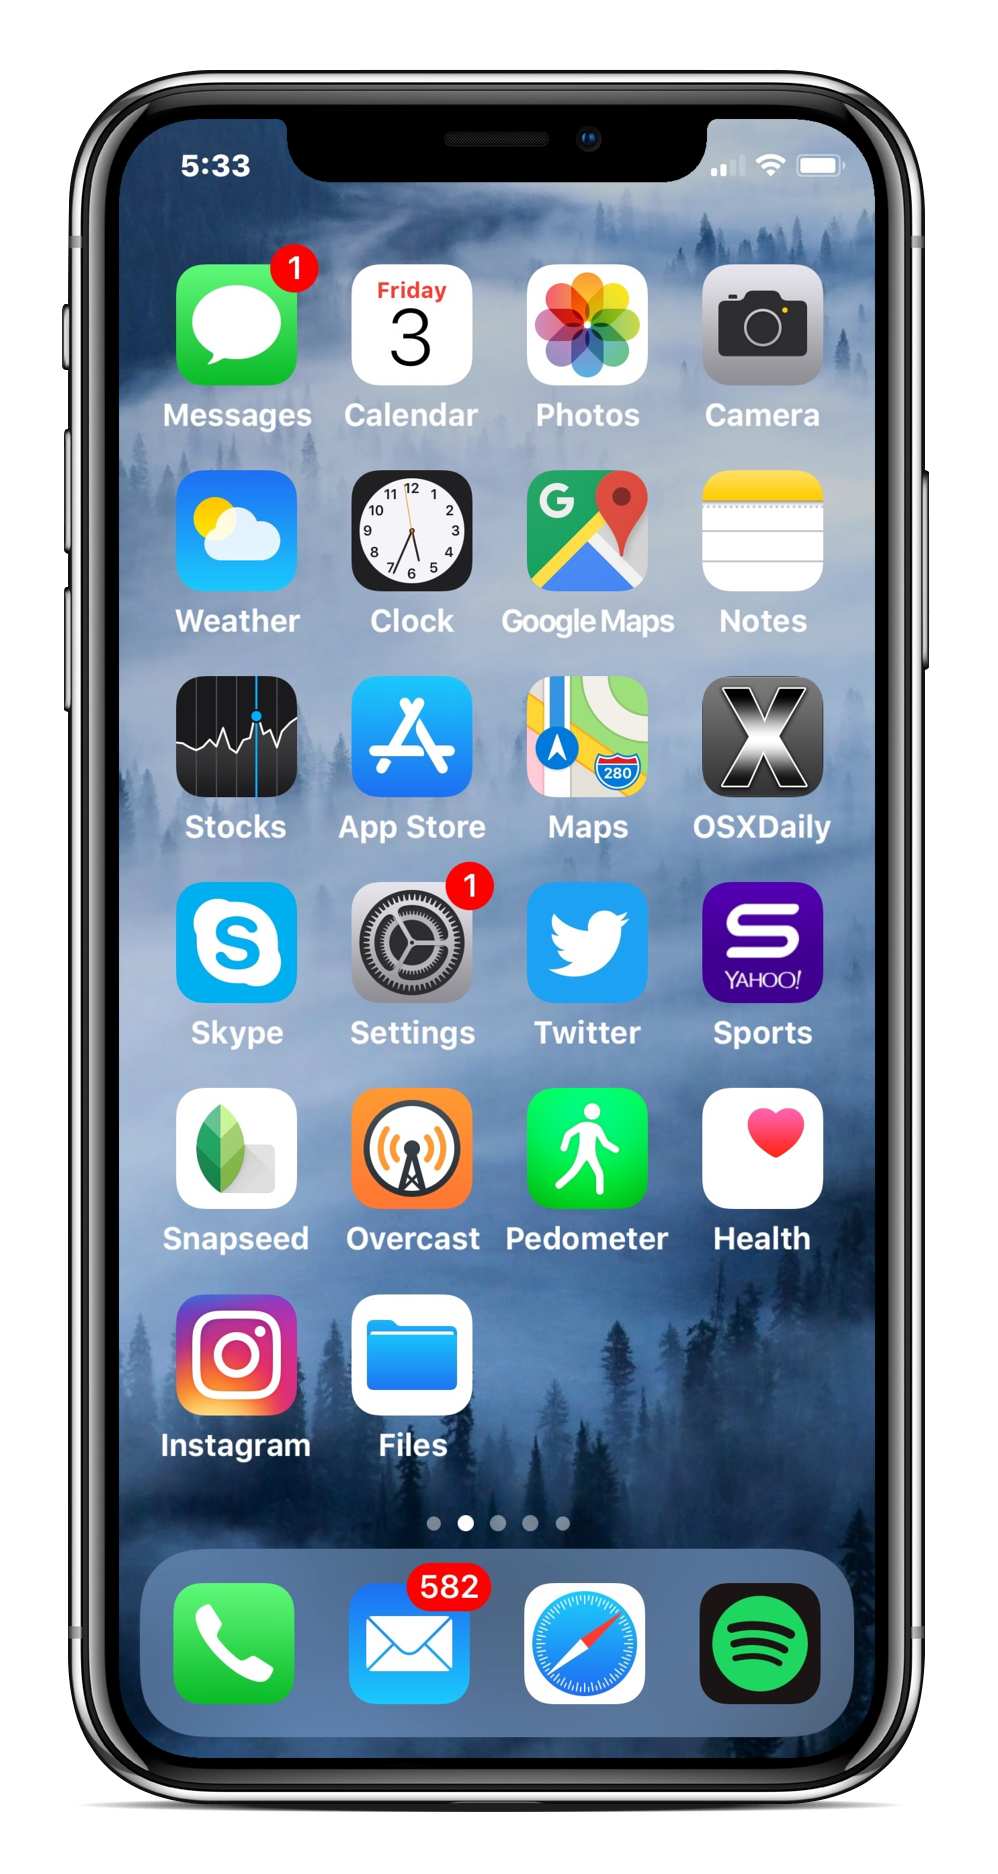 5:33
1
Friday
3
Messages Calendar Photos Camera
11 12 1
10 2
9 3
8 4
7 6 5
G
Weather Clock Google Maps Notes
280
X
Stocks App Store Maps OSXDaily
1
S
S
YAHOO!
Skype Settings Twitter Sports
Snapseed Overcast Pedometer Health
Instagram Files
582